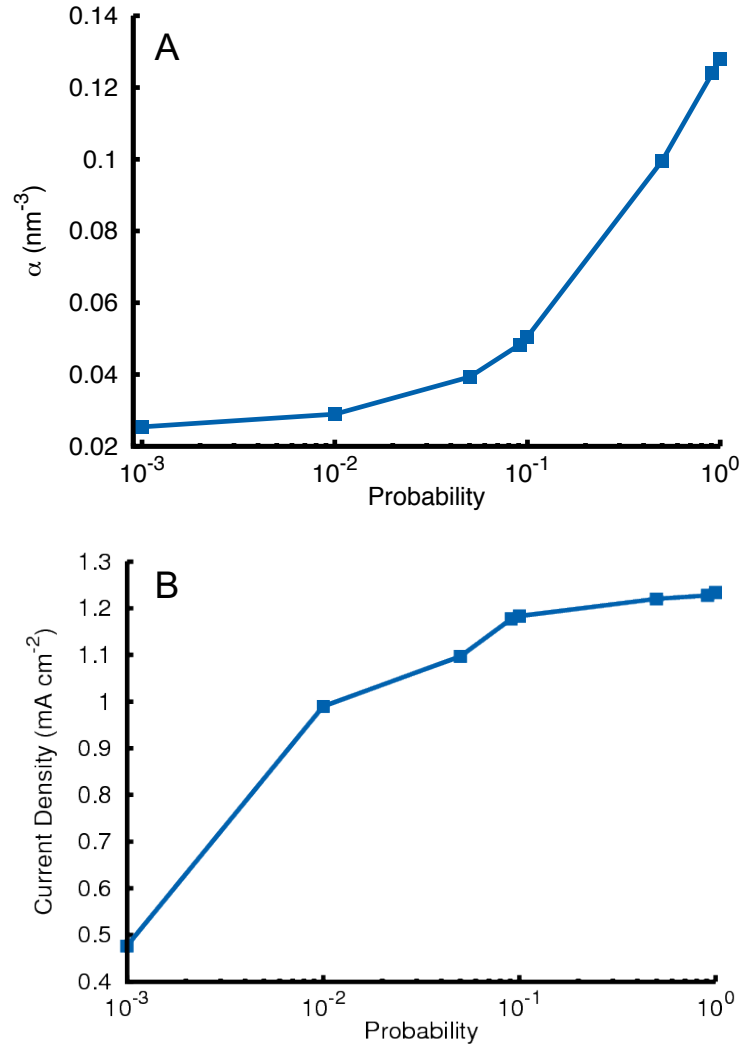 A
0.14
0.12
0.1
0.08
0.06
0.04
0.02
α (nm⁻³)
10⁻³ 10⁻² 10⁻¹ 10⁰
Probability
B
1.3
1.2
1.1
1
0.9
0.8
0.7
0.6
0.5
0.4
Current Density (mA cm⁻²)
10⁻³ 10⁻² 10⁻¹ 10⁰
Probability